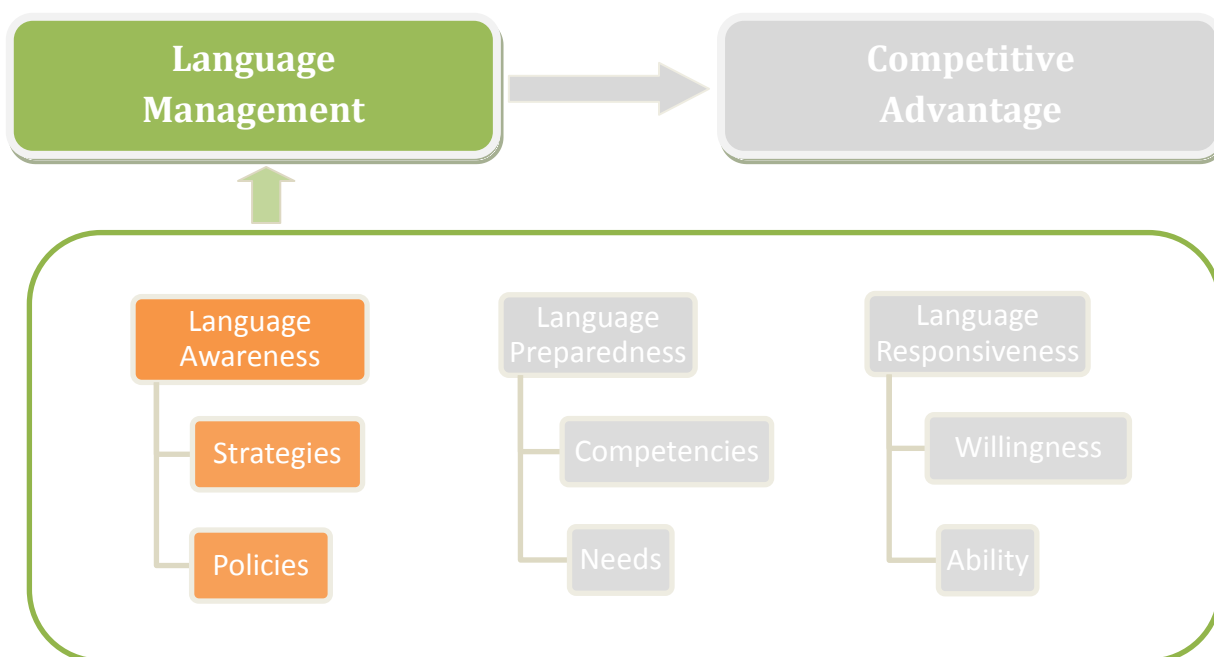 Language
Management
Competitive
Advantage
Language
Awareness
Strategies
Policies
Language
Preparedness
Competencies
Needs
Language
Responsiveness
Willingness
Ability